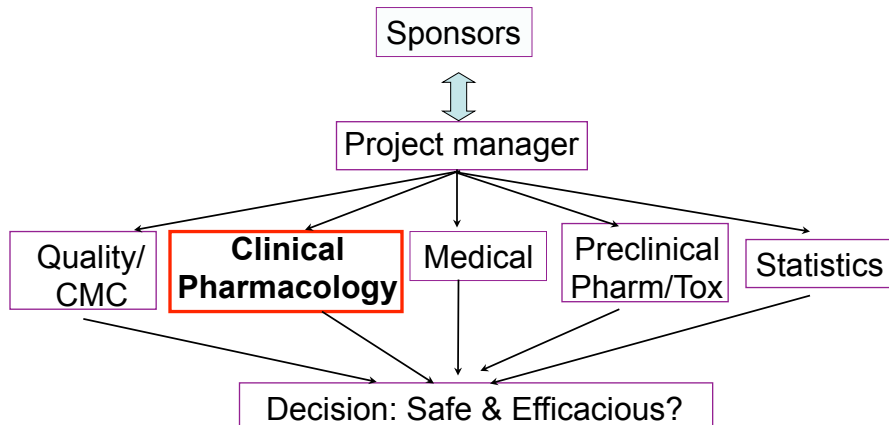 Sponsors
Project manager
Quality/
CMC
Clinical
Pharmacology
Medical
Preclinical
Pharm/Tox
Statistics
Decision: Safe & Efficacious?